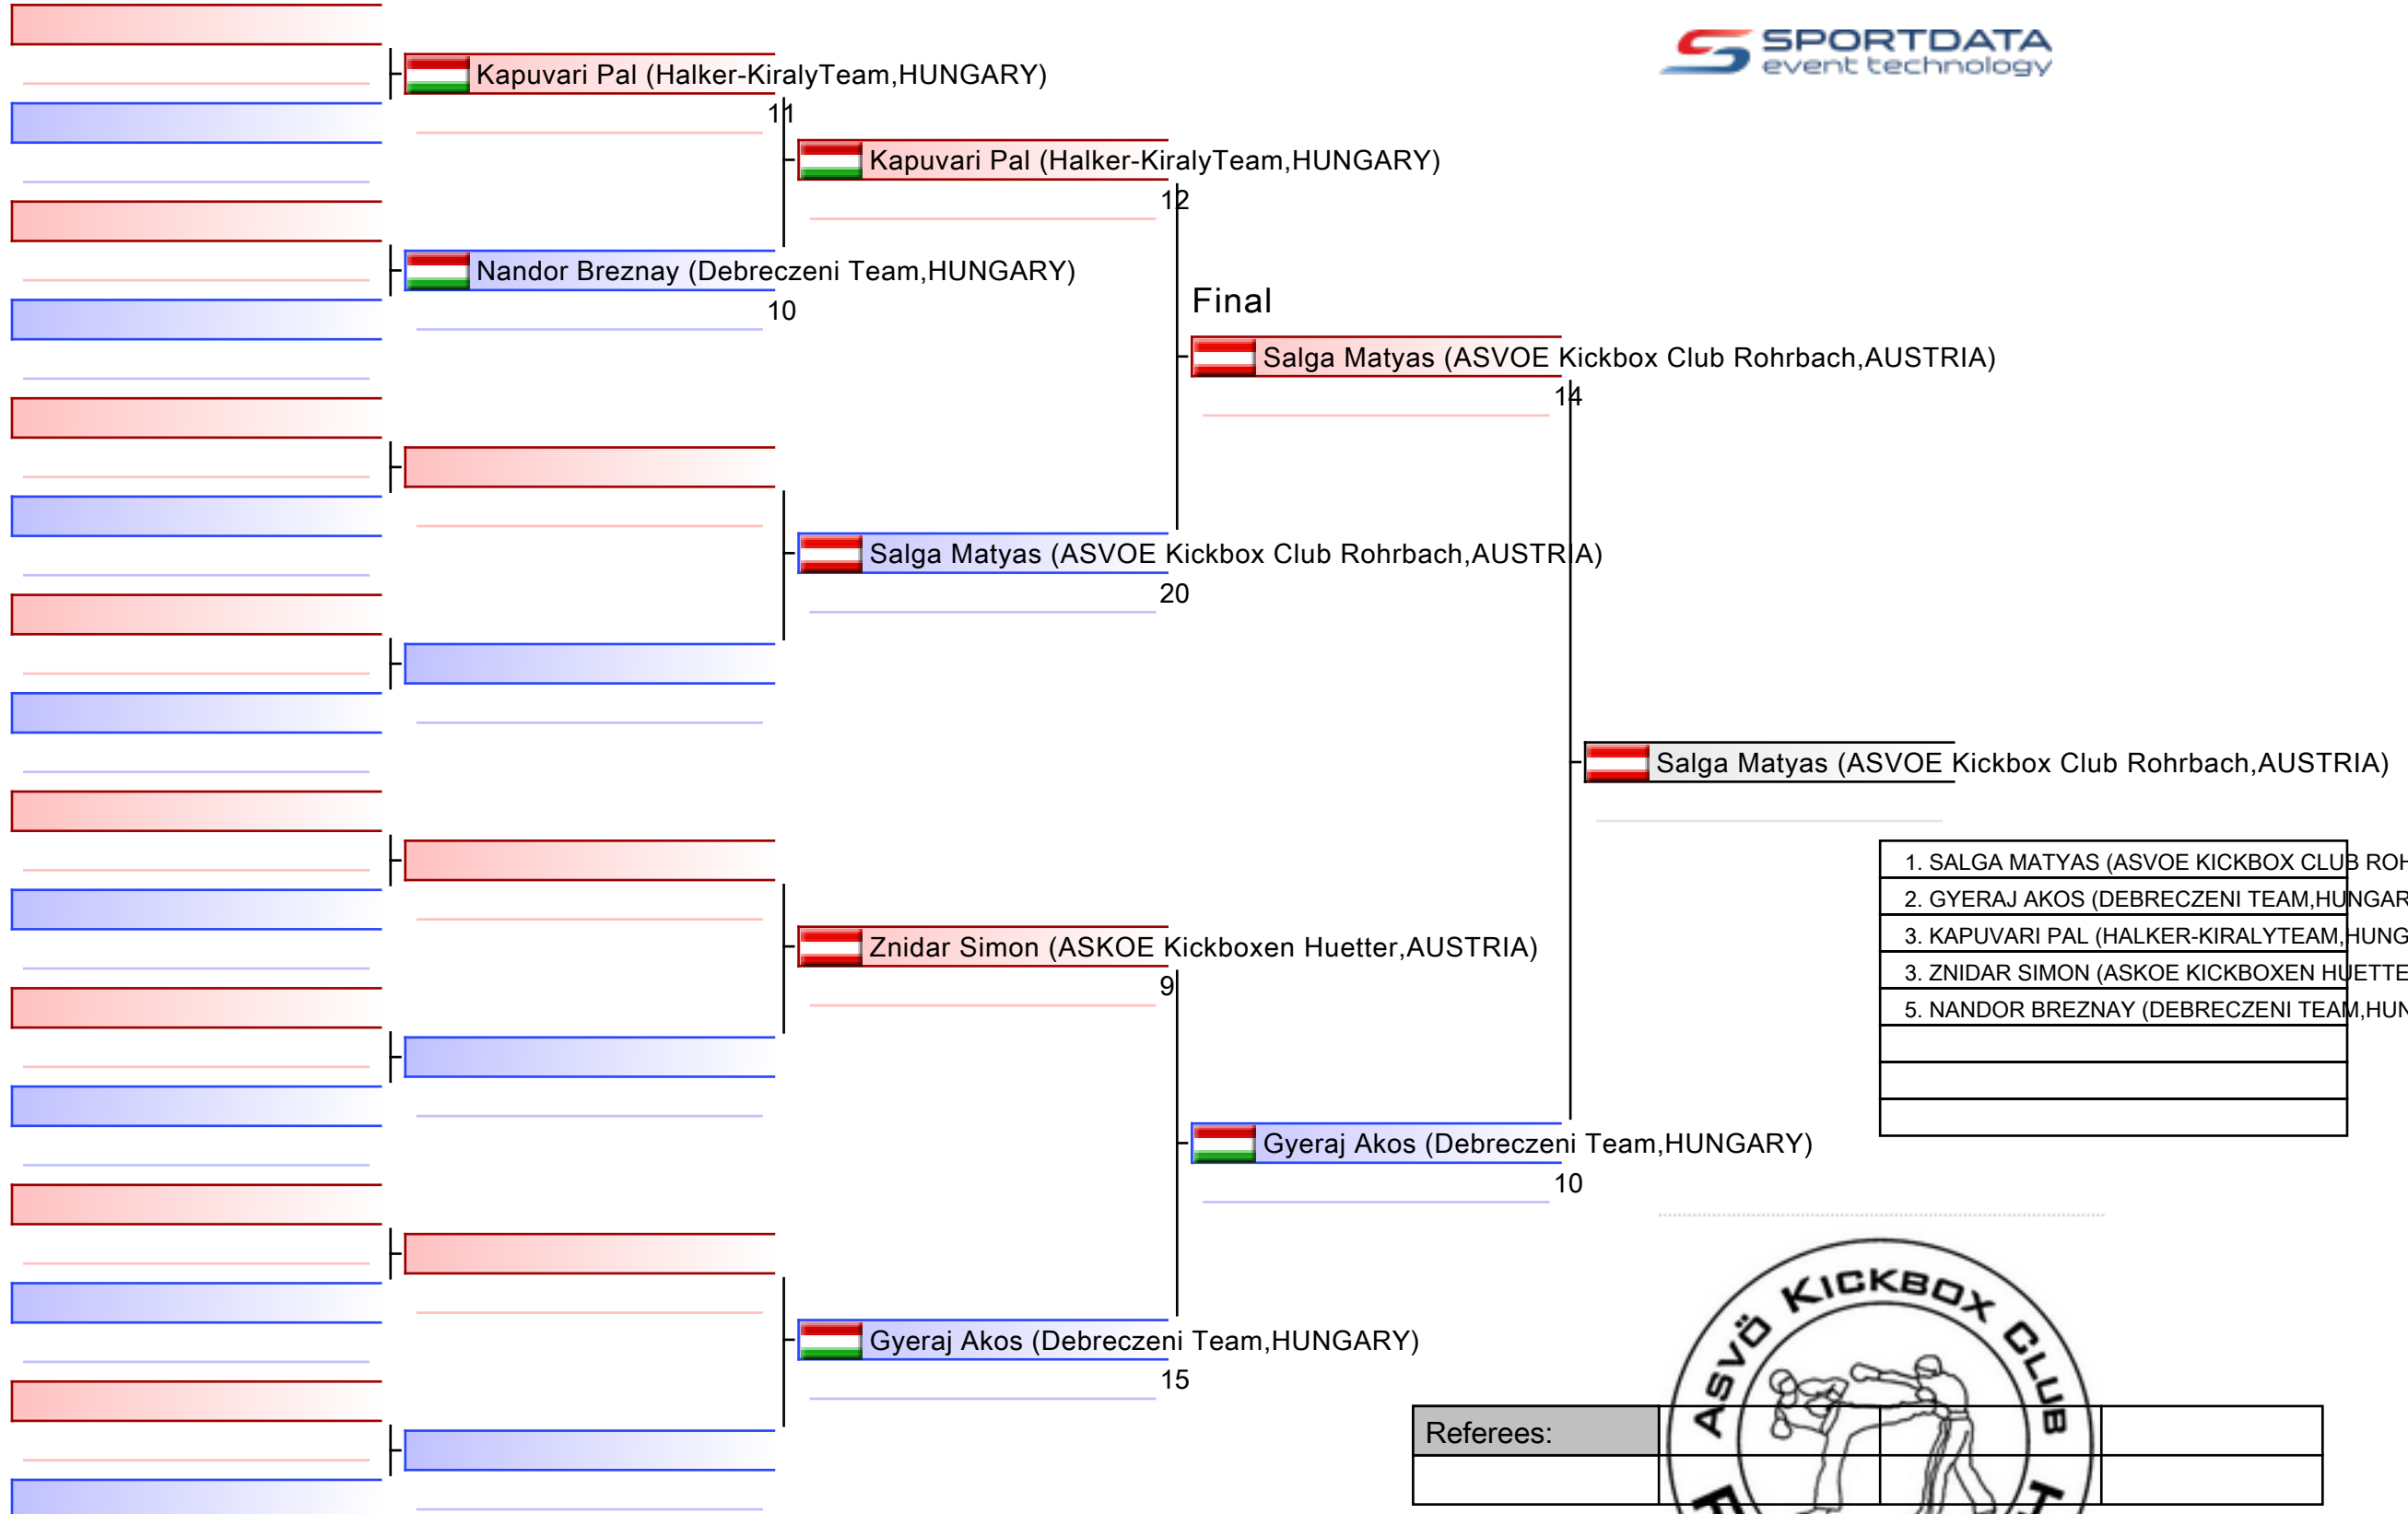 SPORTDATA
event technology
Kapuvari Pal (Halker-KiralyTeam,HUNGARY)
11
Kapuvari Pal (Halker-KiralyTeam,HUNGARY)
12
Nandor Breznay (Debreczeni Team,HUNGARY)
10
Final
Salga Matyas (ASVOE Kickbox Club Rohrbach,AUSTRIA)
14
Salga Matyas (ASVOE Kickbox Club Rohrbach,AUSTRIA)
20
Salga Matyas (ASVOE Kickbox Club Rohrbach,AUSTRIA)
1. SALGA MATYAS (ASVOE KICKBOX CLUB ROH
2. GYERAJ AKOS (DEBRECZENI TEAM,HUNGAR
3. KAPUVARI PAL (HALKER-KIRALYTEAM,HUNG
3. ZNIDAR SIMON (ASKOE KICKBOXEN HUETTE
5. NANDOR BREZNAY (DEBRECZENI TEAM,HUN
Znidar Simon (ASKOE Kickboxen Huetter,AUSTRIA)
9
Gyeraj Akos (Debreczeni Team,HUNGARY)
10
Gyeraj Akos (Debreczeni Team,HUNGARY)
15
ASVÖ KICKBOX CLUB
Referees: